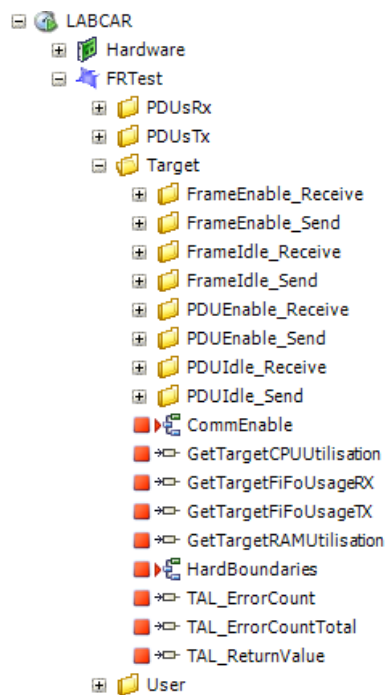 LABCAR
Hardware
FRTest
PDUsRx
PDUsTx
Target
FrameEnable_Receive
FrameEnable_Send
FrameIdle_Receive
FrameIdle_Send
PDUEnable_Receive
PDUEnable_Send
PDUIdle_Receive
PDUIdle_Send
CommEnable
GetTargetCPUUtilisation
GetTargetFiFoUsageRX
GetTargetFiFoUsageTX
GetTargetRAMUtilisation
HardBoundaries
TAL_ErrorCount
TAL_ErrorCountTotal
TAL_ReturnValue
User